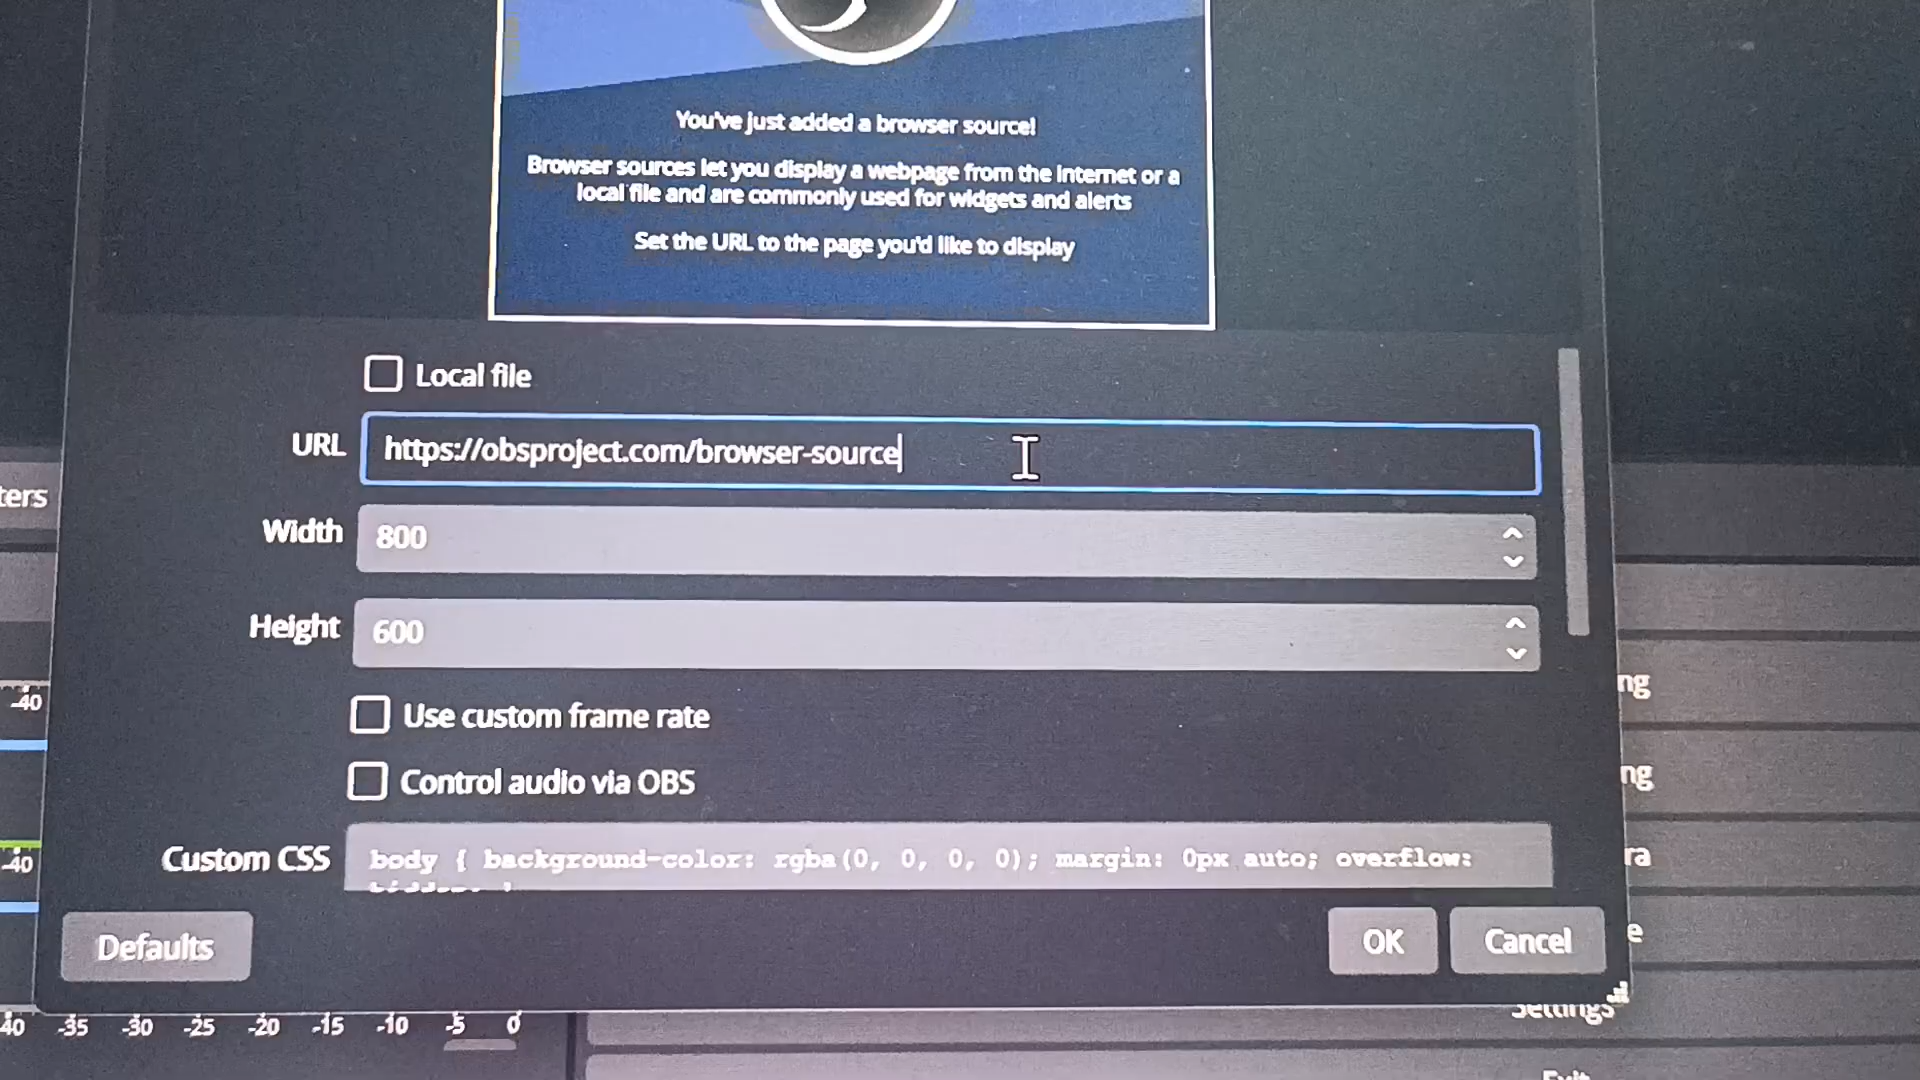 You've just added a browser source!
Browser sources let you display a webpage from the internet or a
local file and are commonly used for widgets and alerts
Set the URL to the page you'd like to display
Local file
URL https://obsproject.com/browser-source
ters
Width 800
Height 600
ng
-40
Use custom frame rate
ng
Control audio via OBS
-40
Custom CSS body { background-color: rgba(0, 0, 0, 0); margin: 0px auto; overflow:
ra
Defaults
OK
Cancel
e
Settings
40 -35 -30 -25 -20 -15 -10 -5 0
Exit